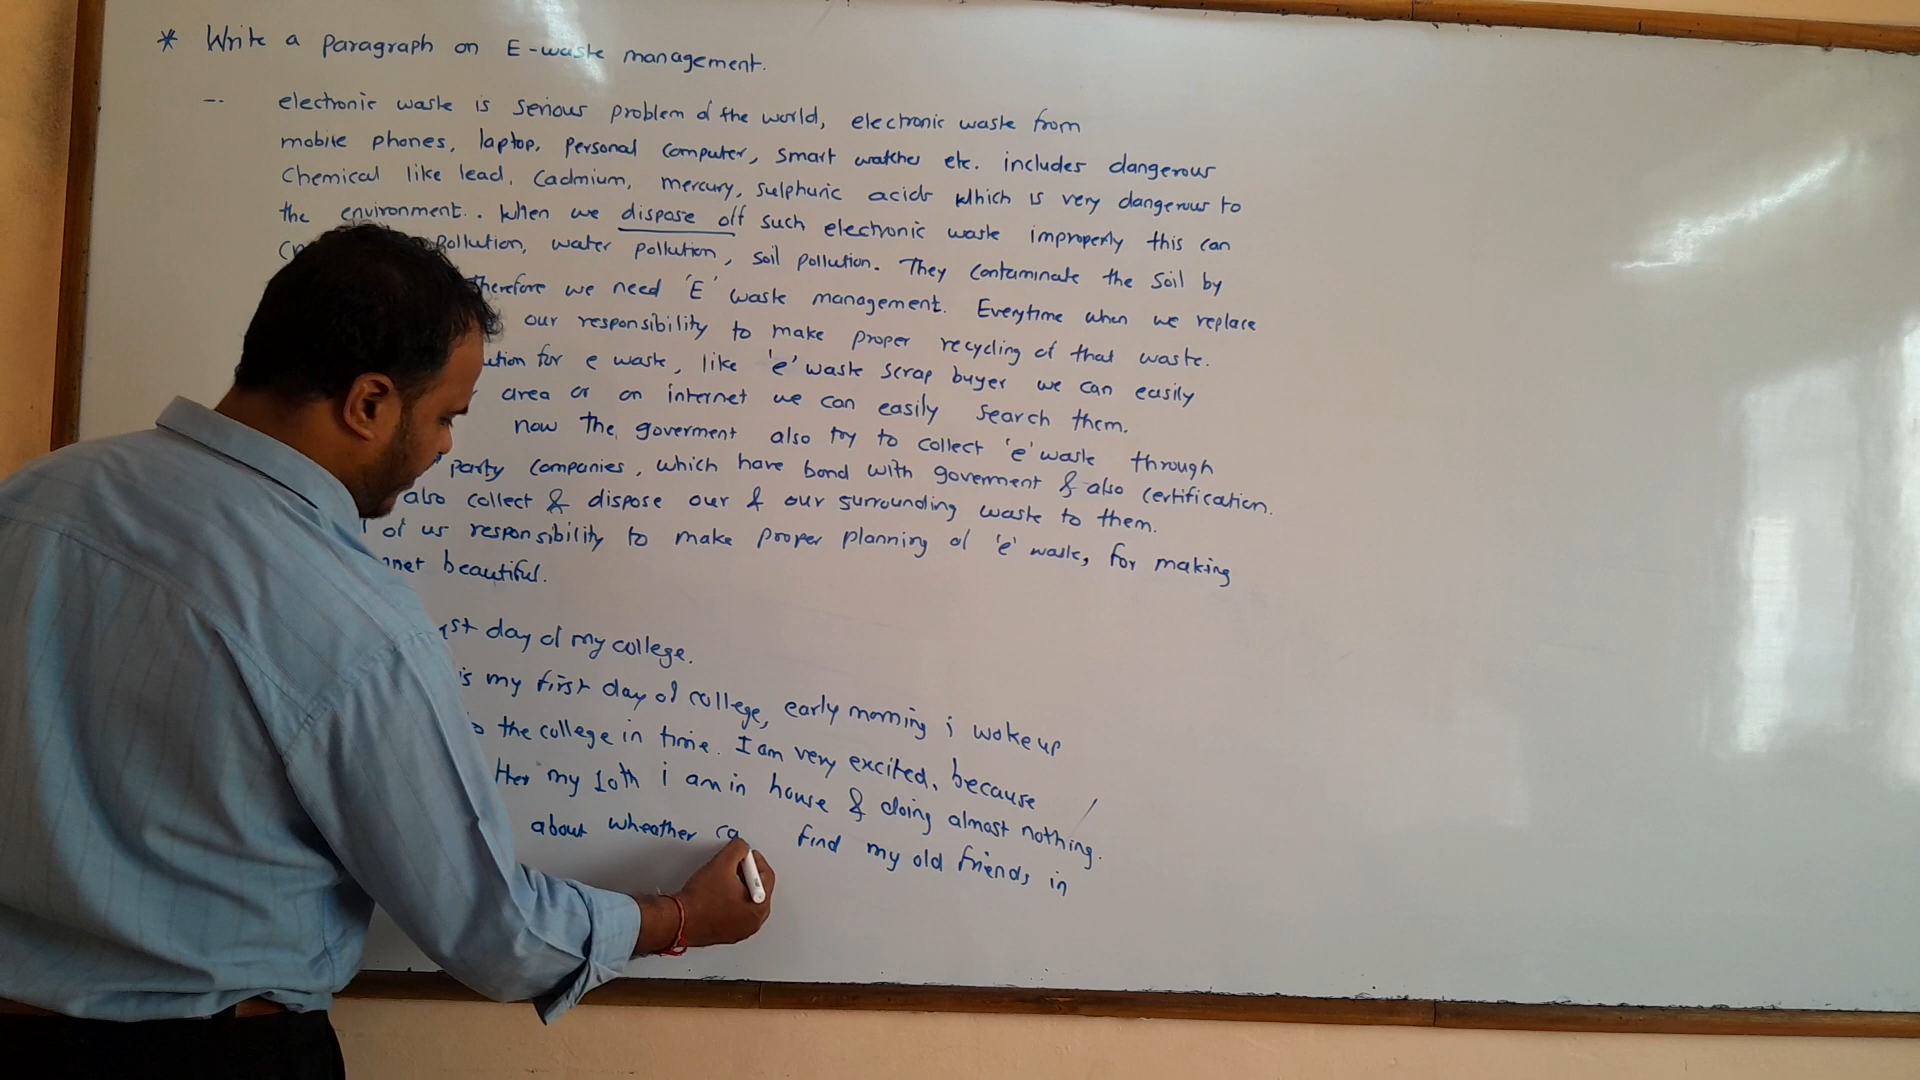 * Write a paragraph on E-waste management.
-. electronic waste is serious problem of the world, electronic waste from
mobile phones, laptop, personal computer, smart watches etc. includes dangerous
chemical like lead, cadmium, mercury, sulphuric acids which is very dangerous to
the environment.. when we dispose off such electronic waste improperly this can
pollution, water pollution, soil pollution. They contaminate the soil by
therefore we need 'E' waste management. Everytime when we replace
our responsibility to make proper recycling of that waste.
for e waste, like 'e' waste scrap buyer we can easily
area or on internet we can easily search them.
now the goverment also try to collect 'e' waste through
party companies, which have bond with goverment & also certification.
also collect & dispose our & our surrounding waste to them.
of us responsibility to make proper planning of 'e' waste, for making
beautiful.
day of my college.
is my first day of college, early morning i woke up
the college in time. I am very excited, because
my 10th i am in house & doing almost nothing.
about wheather find my old friends in